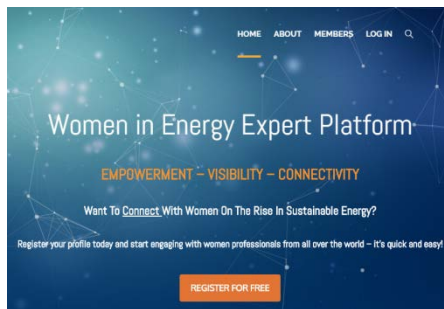 HOME ABOUT MEMBERS LOG IN
Women in Energy Expert Platform
EMPOWERMENT – VISIBILITY – CONNECTIVITY
Want To Connect With Women On The Rise In Sustainable Energy?
Register your profile today and start engaging with women professionals from all over the world – it's quick and easy!
REGISTER FOR FREE